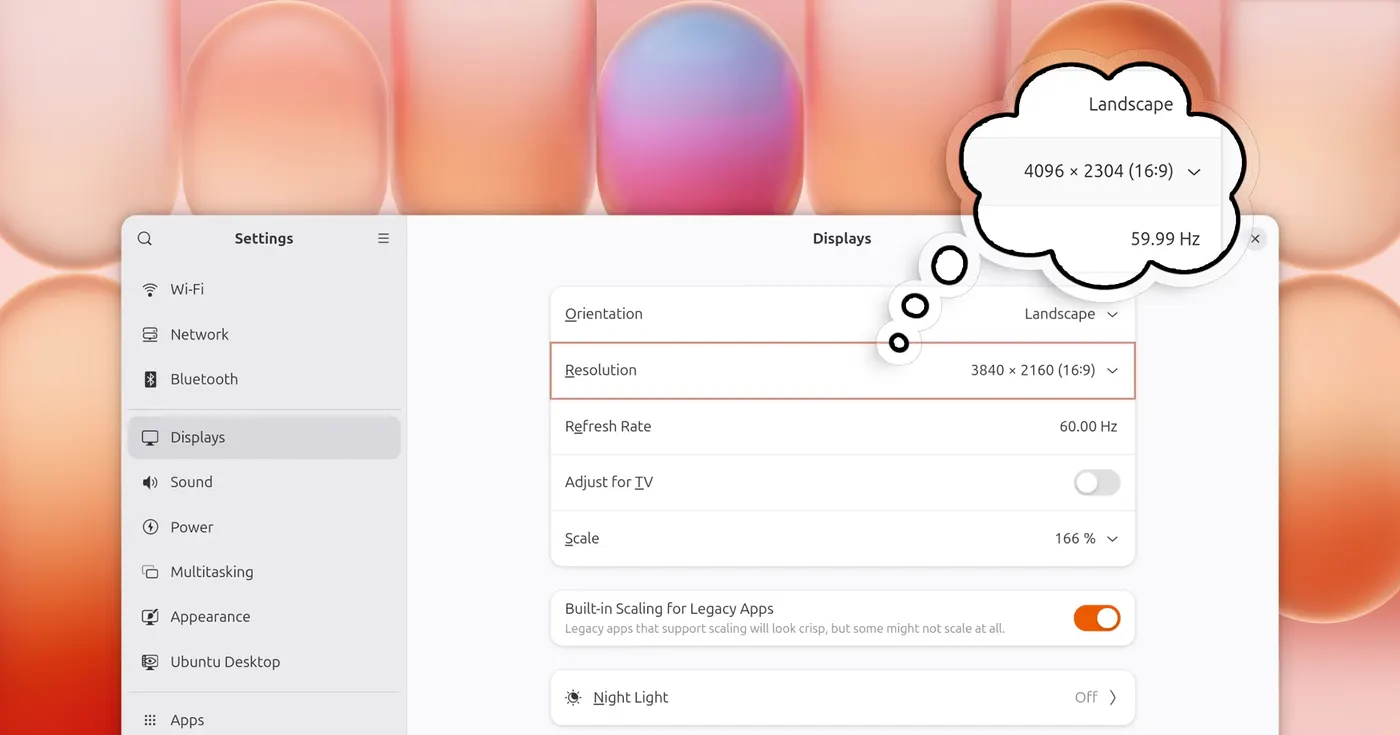 Landscape
4096 × 2304 (16:9)
59.99 Hz
Settings
Displays
Wi-Fi
Network
Bluetooth
Displays
Sound
Power
Multitasking
Appearance
Ubuntu Desktop
Apps
Orientation Landscape
Resolution 3840 × 2160 (16:9)
Refresh Rate 60.00 Hz
Adjust for TV
Scale 166 %
Built-in Scaling for Legacy Apps
Legacy apps that support scaling will look crisp, but some might not scale at all.
Night Light Off